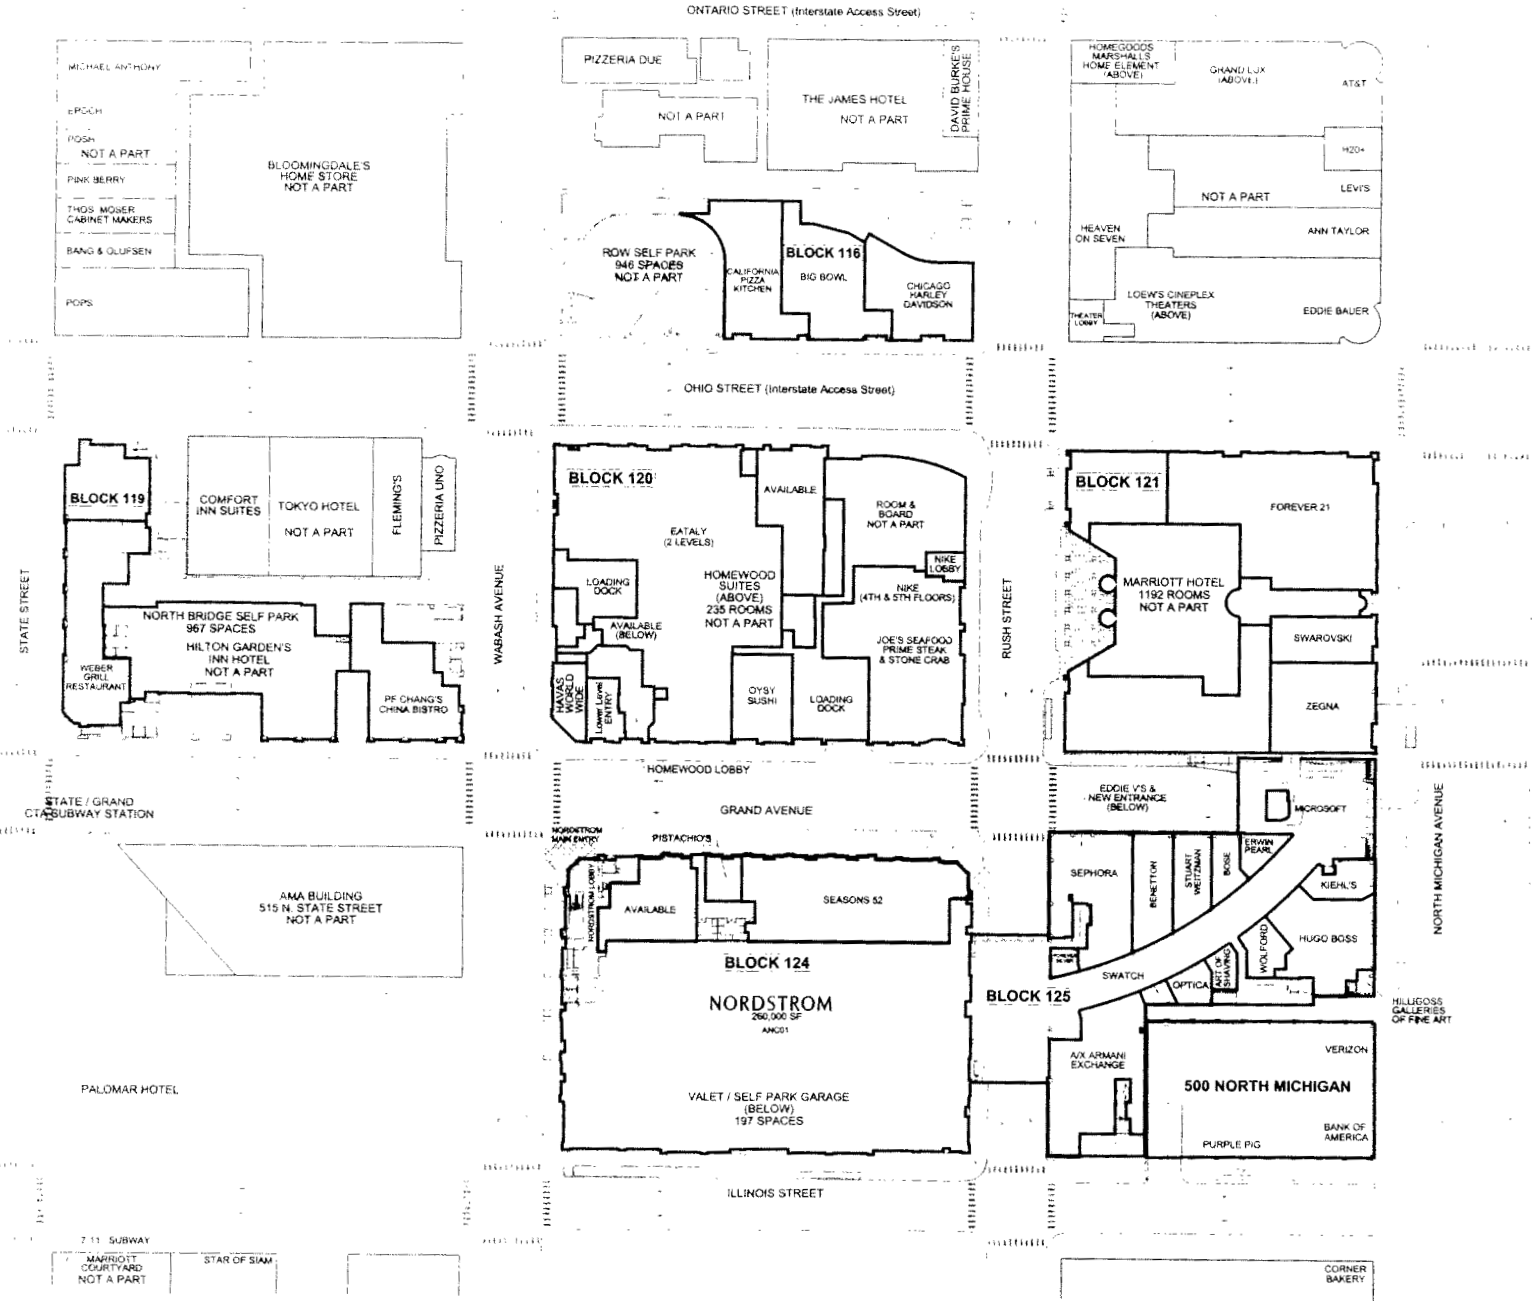 ONTARIO STREET (Interstate Access Street)
MICHAEL ANTHONY
EPOCH
POSH
NOT A PART
PINK BERRY
THOS. MOSER
CABINET MAKERS
BANG & OLUFSEN
POPS
BLOOMINGDALE'S
HOME STORE
NOT A PART
PIZZERIA DUE
NOT A PART
THE JAMES HOTEL
NOT A PART
DAVID BURKE'S
PRIME HOUSE
ROW SELF PARK
946 SPACES
NOT A PART
CALIFORNIA
PIZZA
KITCHEN
BLOCK 116
BIG BOWL
CHICAGO
HARLEY
DAVIDSON
HOMEGOODS
MARSHALLS
HOME ELEMENT
(ABOVE)
GRAND LUX
(ABOVE)
AT&T
H20+
LEVI'S
NOT A PART
ANN TAYLOR
HEAVEN
ON SEVEN
LOEW'S CINEPLEX
THEATERS
(ABOVE)
THEATER
LOBBY
EDDIE BAUER
OHIO STREET (Interstate Access Street)
STATE STREET
BLOCK 119
COMFORT
INN SUITES
TOKYO HOTEL
NOT A PART
FLEMING'S
PIZZERIA UNO
NORTH BRIDGE SELF PARK
967 SPACES
HILTON GARDEN'S
INN HOTEL
NOT A PART
WEBER
GRILL
RESTAURANT
PF CHANG'S
CHINA BISTRO
WABASH AVENUE
BLOCK 120
AVAILABLE
EATALY
(2 LEVELS)
ROOM &
BOARD
NOT A PART
NIKE
LOBBY
LOADING
DOCK
HOMEWOOD
SUITES
(ABOVE)
235 ROOMS
NOT A PART
NIKE
(4TH & 5TH FLOORS)
AVAILABLE
(BELOW)
JOE'S SEAFOOD
PRIME STEAK
& STONE CRAB
HAVAS
WORLD
WIDE
Lower Level
ENTRY
OYSY
SUSHI
LOADING
DOCK
RUSH STREET
BLOCK 121
FOREVER 21
MARRIOTT HOTEL
1192 ROOMS
NOT A PART
SWAROVSKI
ZEGNA
HOMEWOOD LOBBY
GRAND AVENUE
STATE / GRAND
CTA SUBWAY STATION
NORDSTROM
MAIN ENTRY
PISTACHIO'S
EDDIE V'S &
NEW ENTRANCE
(BELOW)
MICROSOFT
NORTH MICHIGAN AVENUE
AMA BUILDING
515 N. STATE STREET
NOT A PART
NORDSTROM LOBBY
AVAILABLE
SEASONS 52
BLOCK 124
NORDSTROM
260,000 SF
ANC01
VALET / SELF PARK GARAGE
(BELOW)
197 SPACES
SEPHORA
BENETTON
STUART
WEITZMAN
BOSE
ERWIN
PEARL
KIEHL'S
HUGO BOSS
WOLFORD
ART OF
SHAVING
OPTICA
SWATCH
BLOCK 125
HILLIGOSS
GALLERIES
OF FINE ART
A/X ARMANI
EXCHANGE
VERIZON
500 NORTH MICHIGAN
BANK OF
AMERICA
PURPLE PIG
PALOMAR HOTEL
ILLINOIS STREET
7 11 SUBWAY
MARRIOTT
COURTYARD
NOT A PART
STAR OF SIAM
CORNER
BAKERY